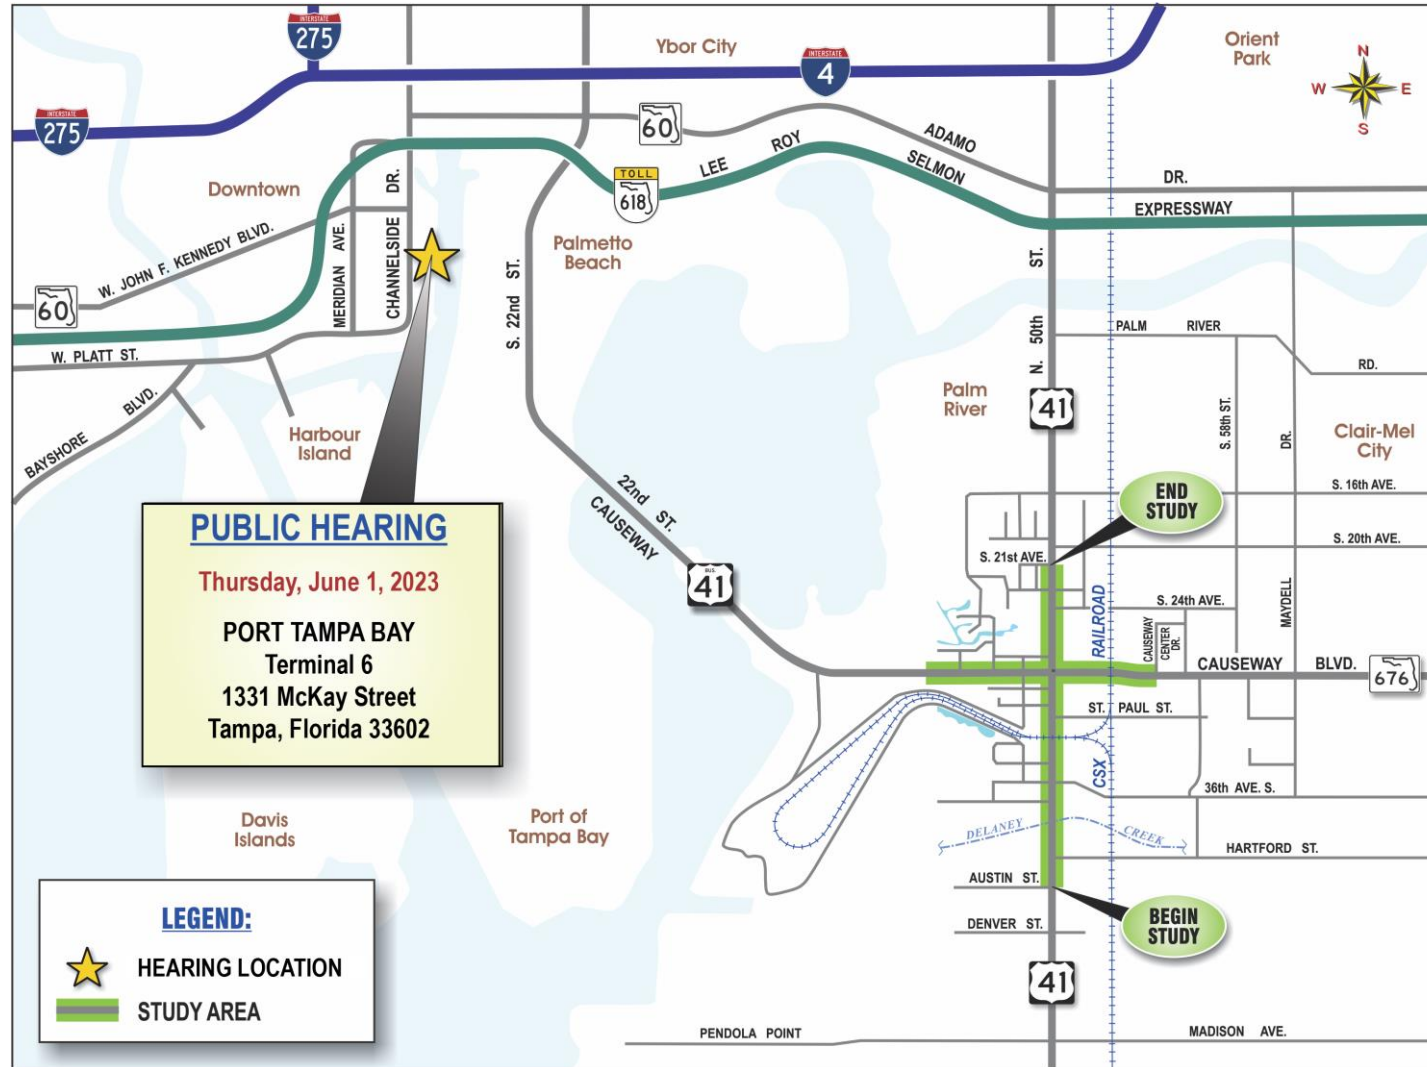 INTERSTATE
275
Ybor City
INTERSTATE
4
Orient
Park
N
W
E
S
INTERSTATE
275
60
ADAMO
DR.
LEE ROY SELMON
EXPRESSWAY
TOLL
618
Downtown
W. JOHN F. KENNEDY BLVD.
MERIDIAN AVE.
CHANNELSIDE DR.
S. 22nd ST.
Palmetto
Beach
60
W. PLATT ST.
BAYSHORE BLVD.
Harbour
Island
N. 50th ST.
PALM RIVER
RD.
Palm
River
41
S. 58th ST.
MAYDELL DR.
Clair-Mel
City
22nd ST.
CAUSEWAY
BUS.
41
END
STUDY
S. 16th AVE.
S. 20th AVE.
S. 21st AVE.
S. 24th AVE.
CSX RAILROAD
CAUSEWAY
CENTER
DR.
CAUSEWAY BLVD.
676
ST. PAUL ST.
36th AVE. S.
DELANEY CREEK
HARTFORD ST.
AUSTIN ST.
BEGIN
STUDY
DENVER ST.
41
PENDOLA POINT
MADISON AVE.
PUBLIC HEARING
Thursday, June 1, 2023
PORT TAMPA BAY
Terminal 6
1331 McKay Street
Tampa, Florida 33602
Davis
Islands
Port of
Tampa Bay
LEGEND:
HEARING LOCATION
STUDY AREA